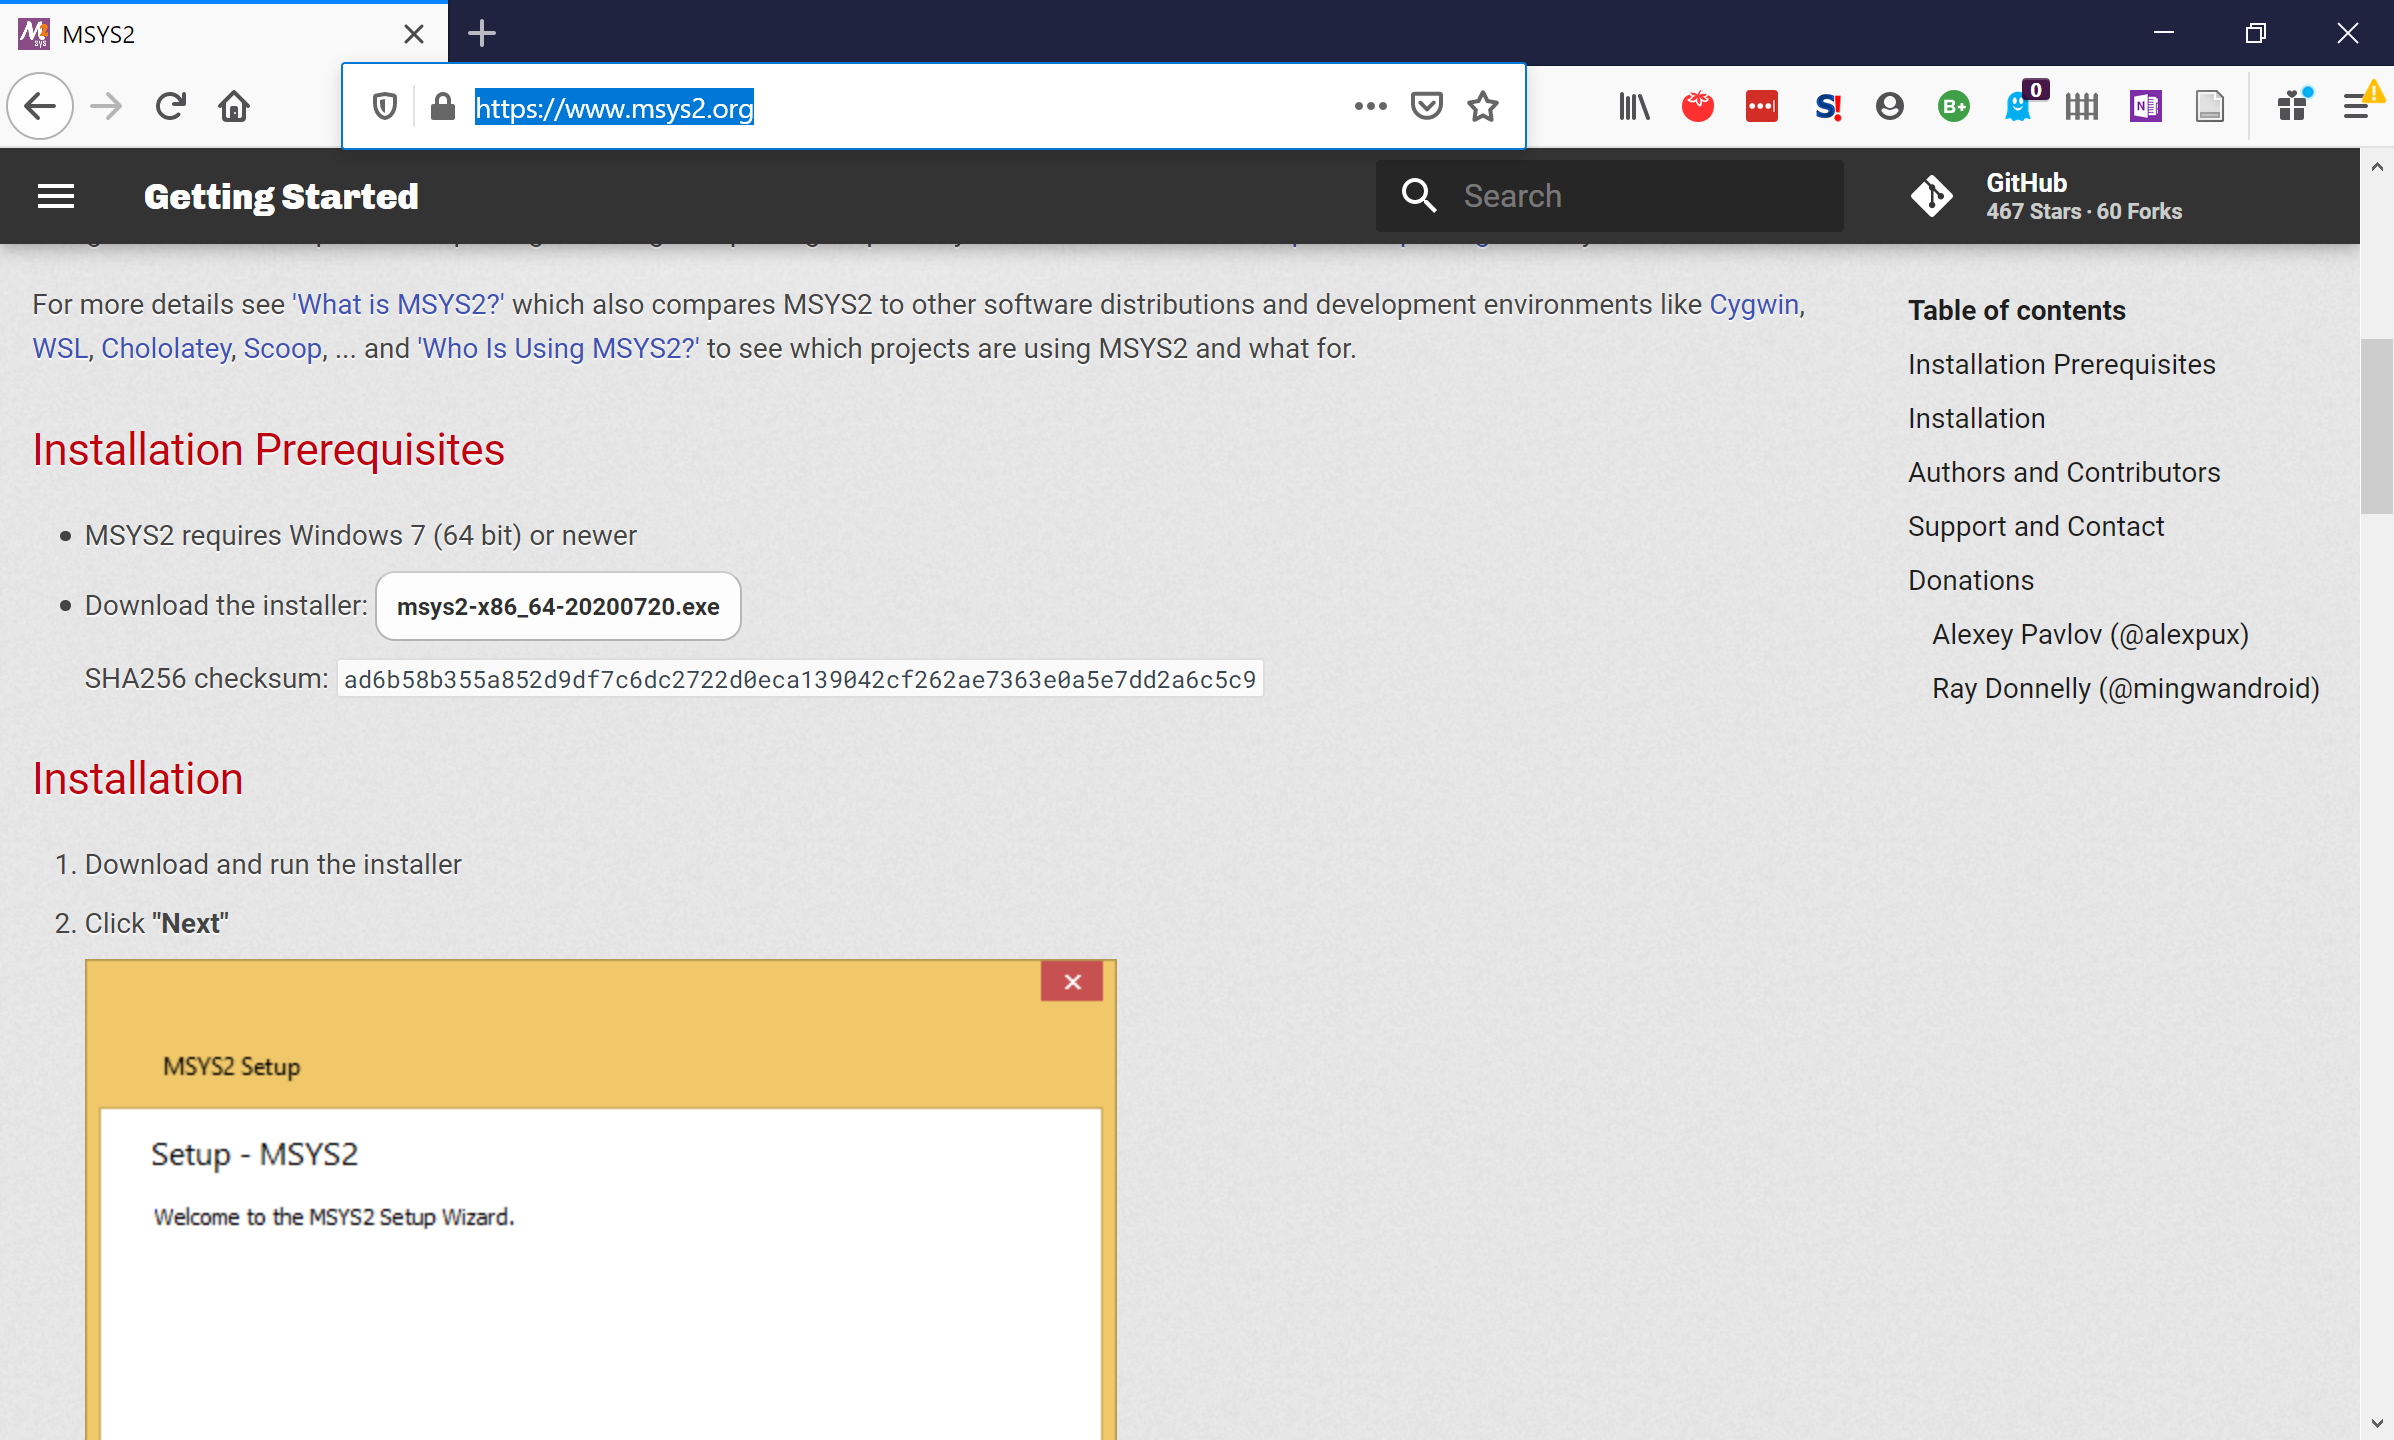 MSYS2
https://www.msys2.org
0
Getting Started
Search
GitHub
467 Stars · 60 Forks
For more details see 'What is MSYS2?' which also compares MSYS2 to other software distributions and development environments like Cygwin,
WSL, Chololatey, Scoop, ... and 'Who Is Using MSYS2?' to see which projects are using MSYS2 and what for.
Installation Prerequisites
• MSYS2 requires Windows 7 (64 bit) or newer
• Download the installer: msys2-x86_64-20200720.exe
SHA256 checksum: ad6b58b355a852d9df7c6dc2722d0eca139042cf262ae7363e0a5e7dd2a6c5c9
Installation
1. Download and run the installer
2. Click "Next"
MSYS2 Setup
Setup - MSYS2
Welcome to the MSYS2 Setup Wizard.
Table of contents
Installation Prerequisites
Installation
Authors and Contributors
Support and Contact
Donations
Alexey Pavlov (@alexpux)
Ray Donnelly (@mingwandroid)